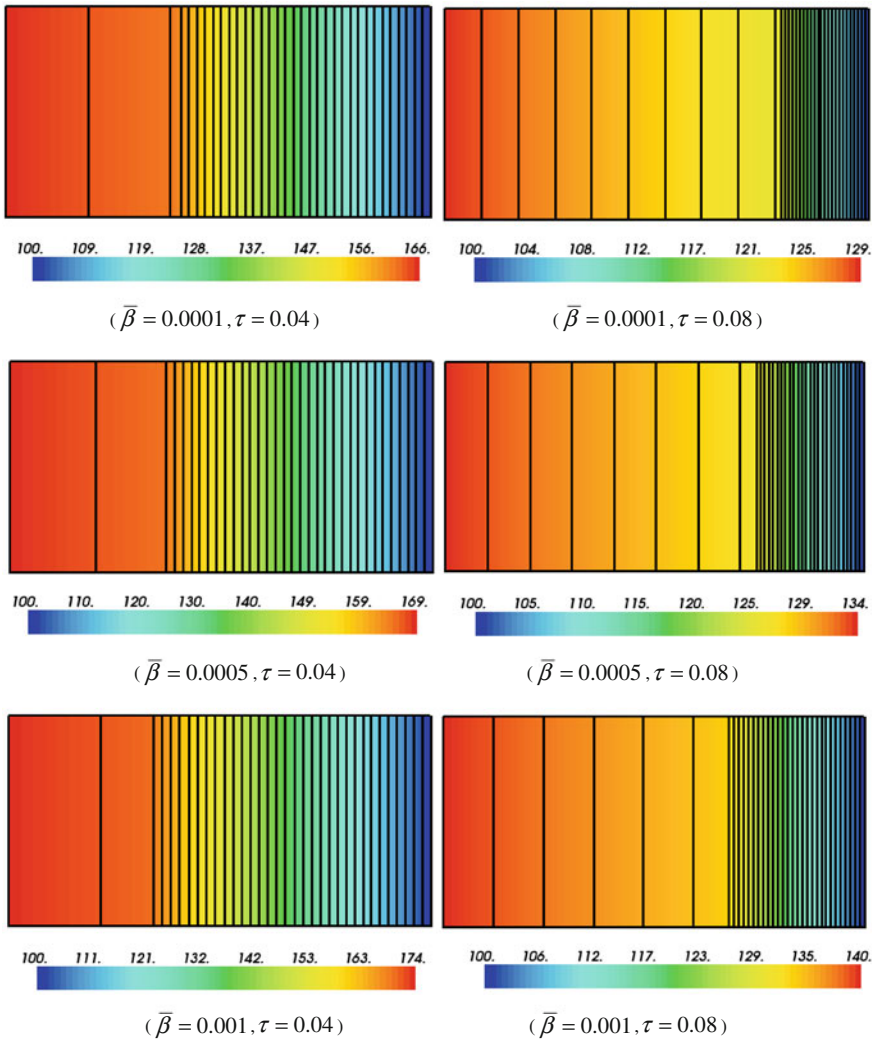 100. 109. 119. 128. 137. 147. 156. 166.
100. 104. 108. 112. 117. 121. 125. 129.
( β̅ = 0.0001 , τ = 0.04 )
( β̅ = 0.0001 , τ = 0.08 )
100. 110. 120. 130. 140. 149. 159. 169.
100. 105. 110. 115. 120. 125. 129. 134.
( β̅ = 0.0005 , τ = 0.04 )
( β̅ = 0.0005 , τ = 0.08 )
100. 111. 121. 132. 142. 153. 163. 174.
100. 106. 112. 117. 123. 129. 135. 140.
( β̅ = 0.001 , τ = 0.04 )
( β̅ = 0.001 , τ = 0.08 )